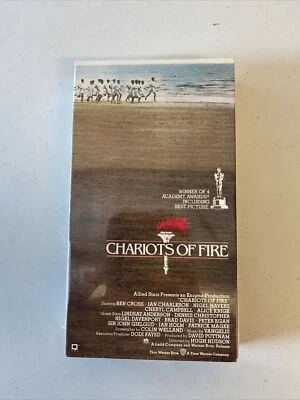 WINNER OF 4
ACADEMY AWARDS®
INCLUDING
BEST PICTURE
CHARIOTS OF FIRE
Allied Stars Presents an Enigma Production
"CHARIOTS OF FIRE"
Starring BEN CROSS · IAN CHARLESON · NIGEL HAVERS
CHERYL CAMPBELL · ALICE KRIGE
Guest Stars LINDSAY ANDERSON · DENNIS CHRISTOPHER
NIGEL DAVENPORT · BRAD DAVIS · PETER EGAN
SIR JOHN GIELGUD · IAN HOLM · PATRICK MAGEE
Screenplay by COLIN WELLAND · Music by VANGELIS
Executive Producer DODI FAYED · Produced by DAVID PUTTNAM
Directed by HUGH HUDSON
A Ladd Company and Warner Bros. Release
Thru Warner Bros. A Time Warner Company